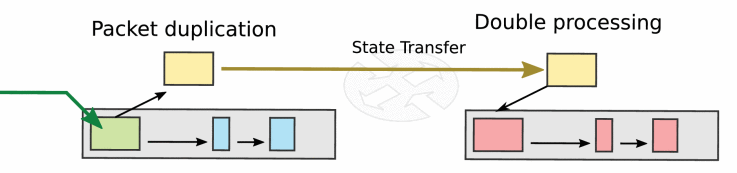 Packet duplication
State Transfer
Double processing